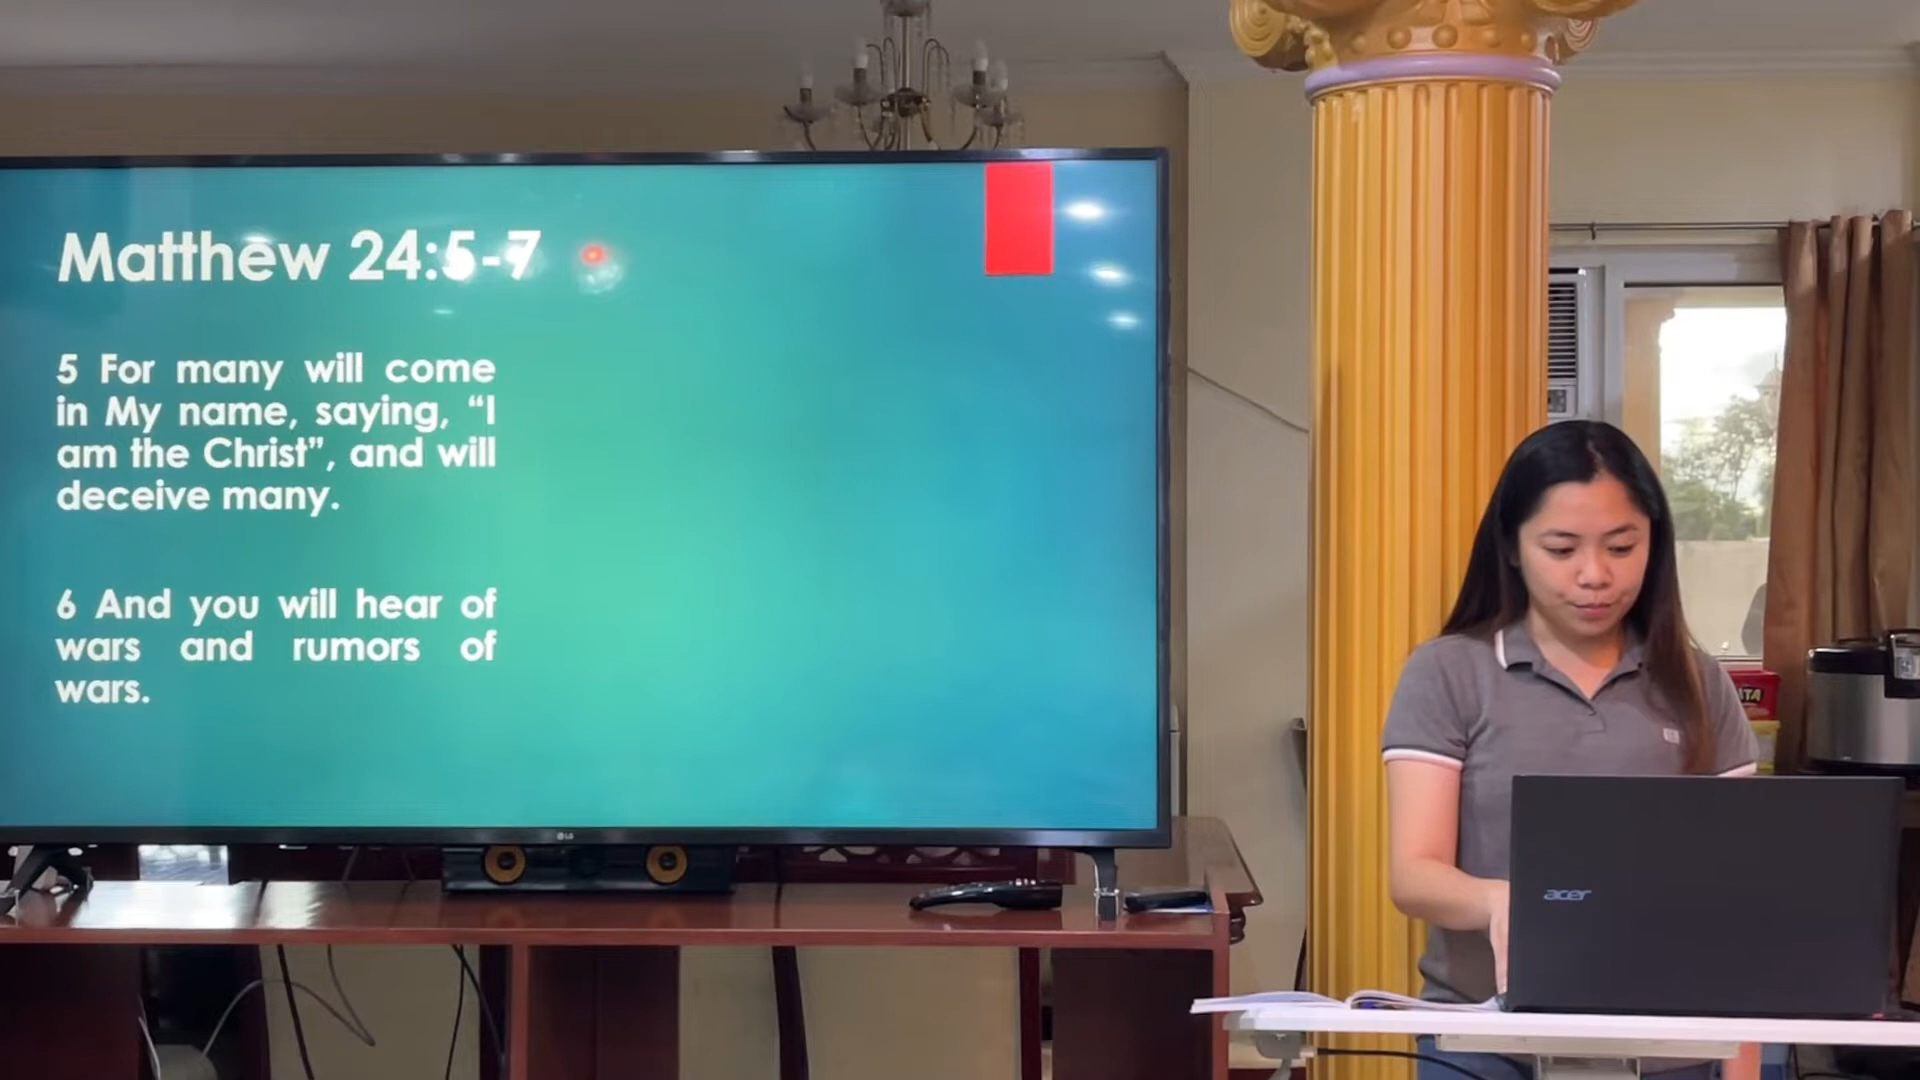 Matthew 24:5-7
5 For many will come
in My name, saying, “I
am the Christ”, and will
deceive many.
6 And you will hear of
wars and rumors of
wars.
LG
acer